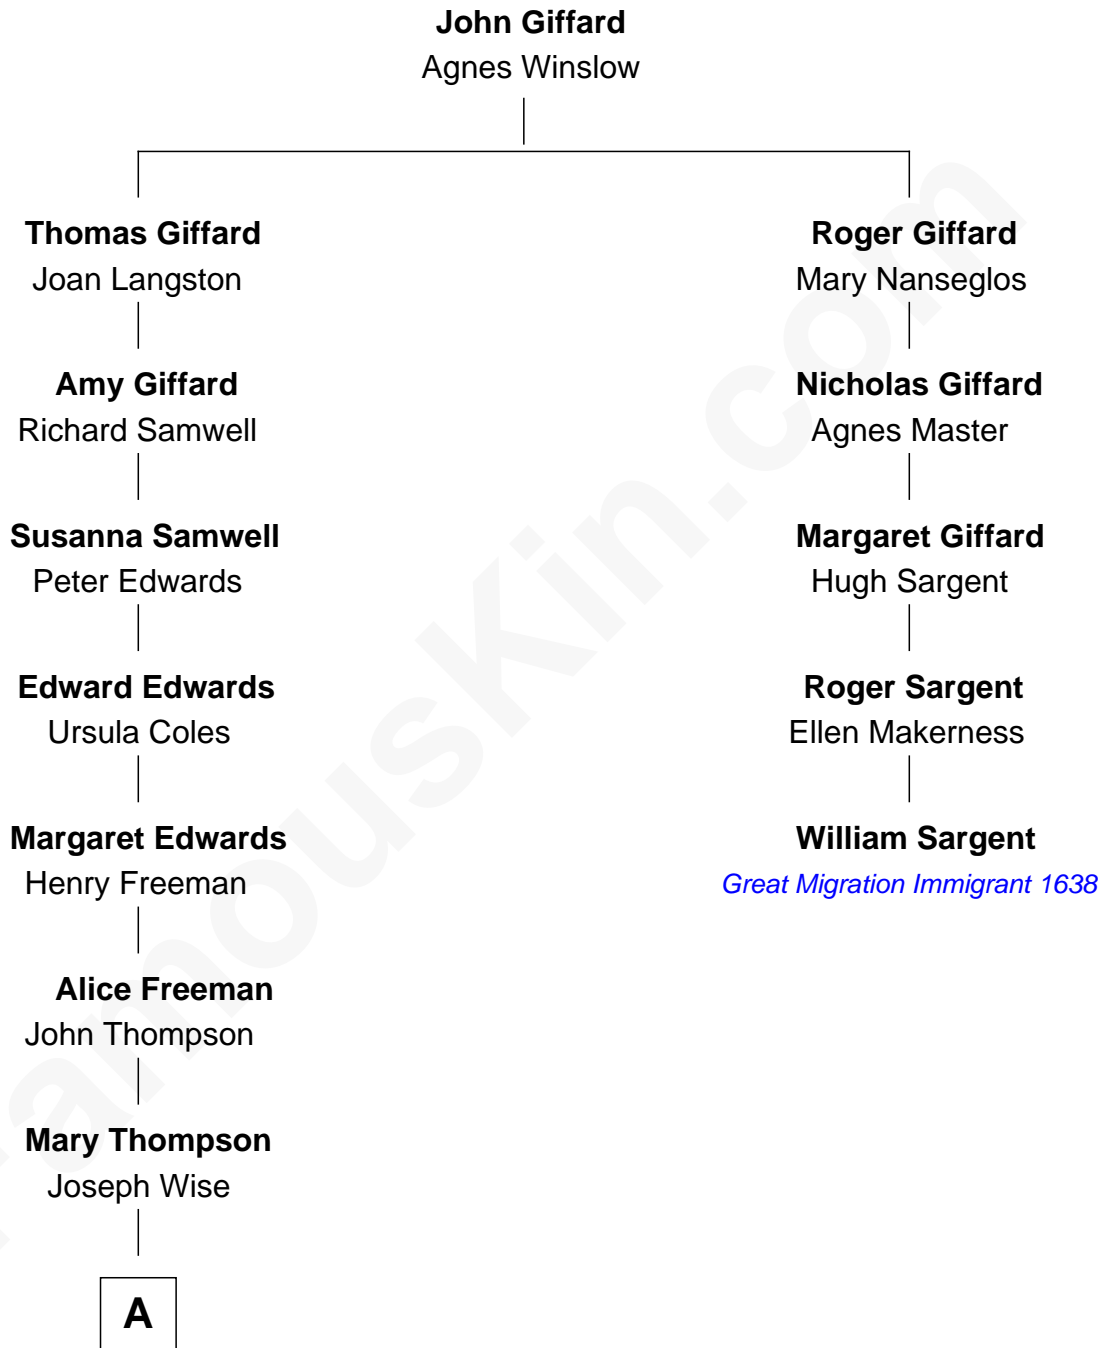 John Giffard
Agnes Winslow
Thomas Giffard
Joan Langston
Roger Giffard
Mary Nanseglos
Amy Giffard
Richard Samwell
Nicholas Giffard
Agnes Master
Susanna Samwell
Peter Edwards
Margaret Giffard
Hugh Sargent
Edward Edwards
Ursula Coles
Roger Sargent
Ellen Makerness
Margaret Edwards
Henry Freeman
William Sargent
Great Migration Immigrant 1638
Alice Freeman
John Thompson
Mary Thompson
Joseph Wise
A
FamousKin.com